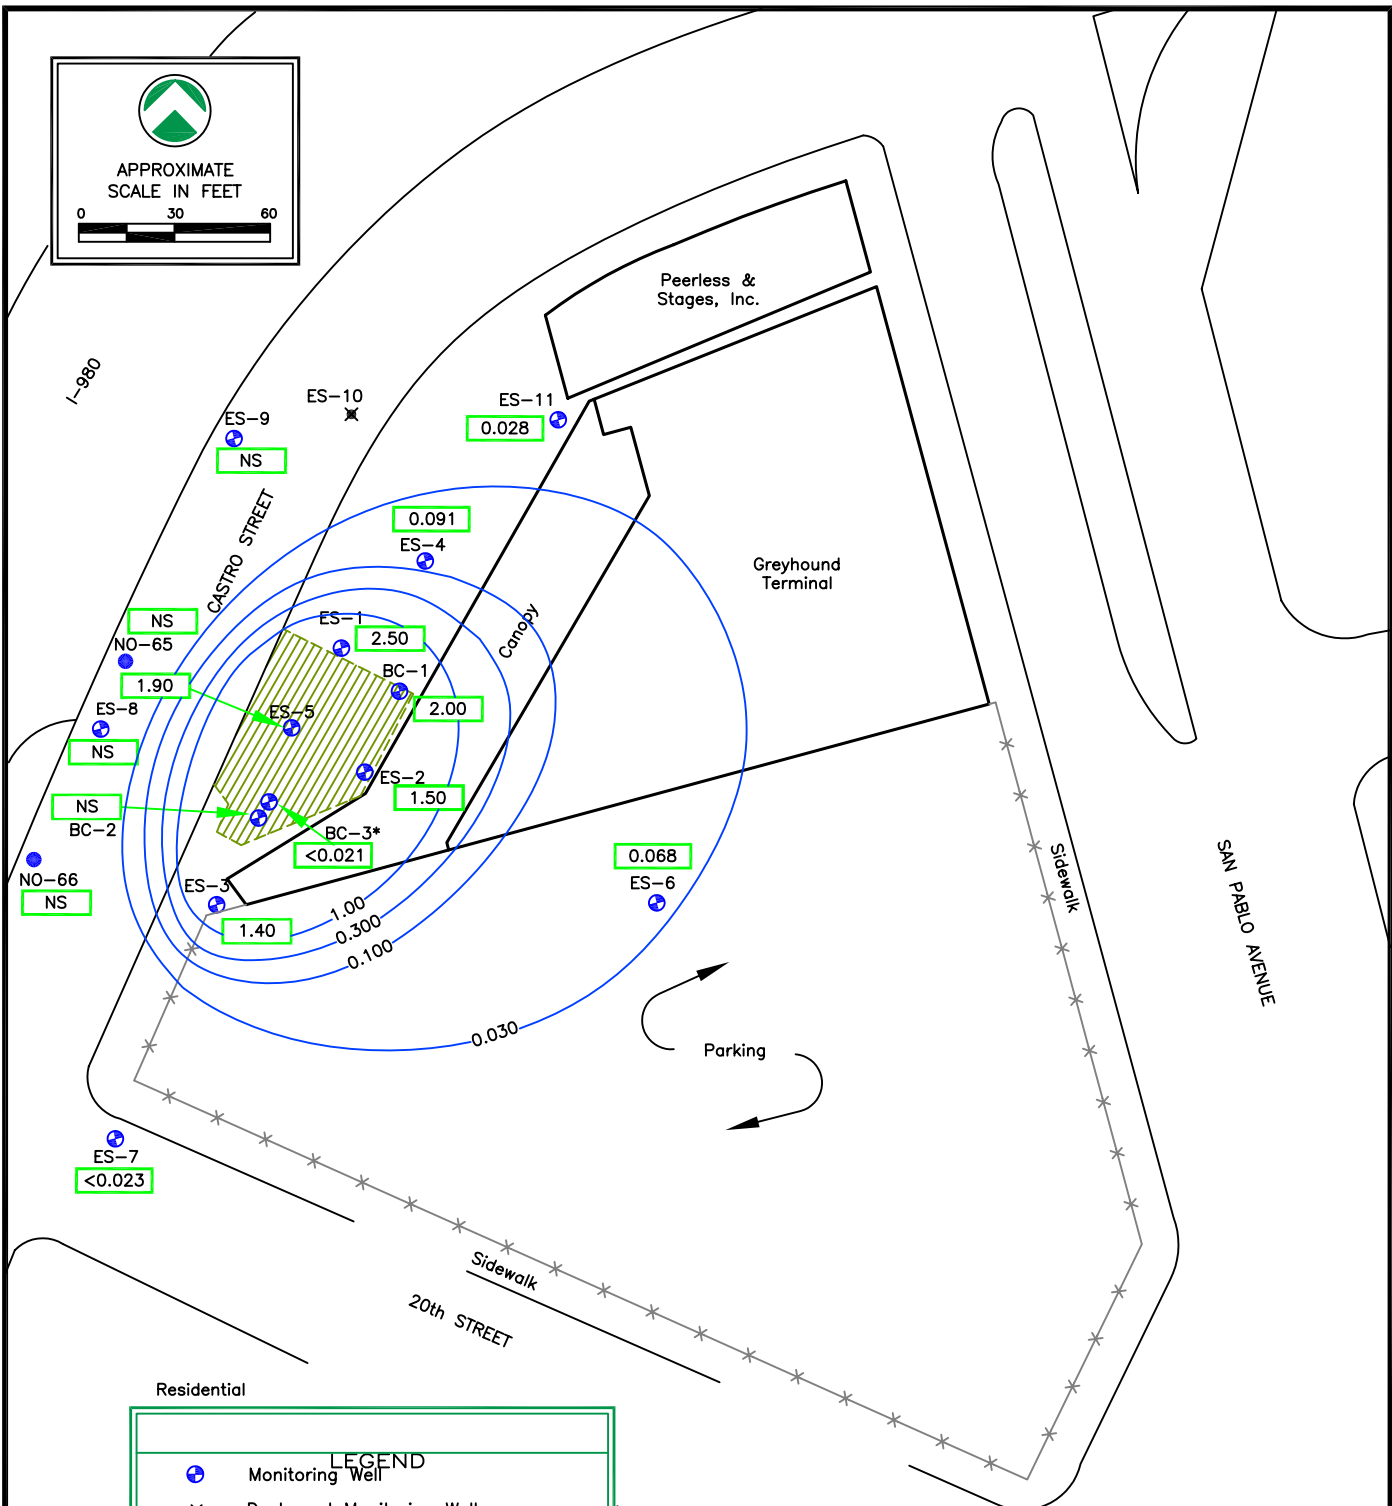 APPROXIMATE
SCALE IN FEET
0 30 60
Peerless &
Stages, Inc.
I-980
ES-10
ES-11
0.028
ES-9
NS
CASTRO STREET
0.091
ES-4
Greyhound
Terminal
Canopy
NS
NO-65
ES-1
2.50
BC-1
2.00
1.90
ES-5
ES-8
NS
ES-2
1.50
NS
BC-2
BC-3*
<0.021
NO-66
NS
ES-3
1.40
1.00
0.300
0.100
0.030
0.068
ES-6
Sidewalk
SAN PABLO AVENUE
Parking
ES-7
<0.023
Sidewalk
20th STREET
Residential
LEGEND
Monitoring Well